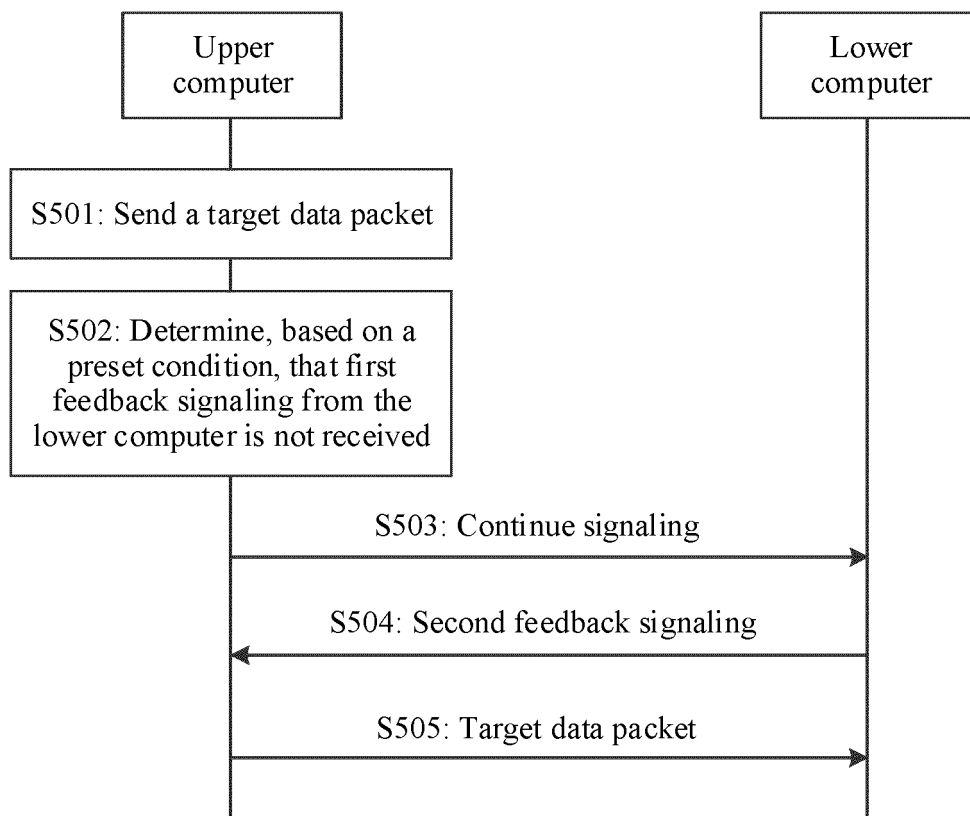 Upper
computer
Lower
computer
S501: Send a target data packet
S502: Determine, based on a
preset condition, that first
feedback signaling from the
lower computer is not received
S503: Continue signaling
S504: Second feedback signaling
S505: Target data packet